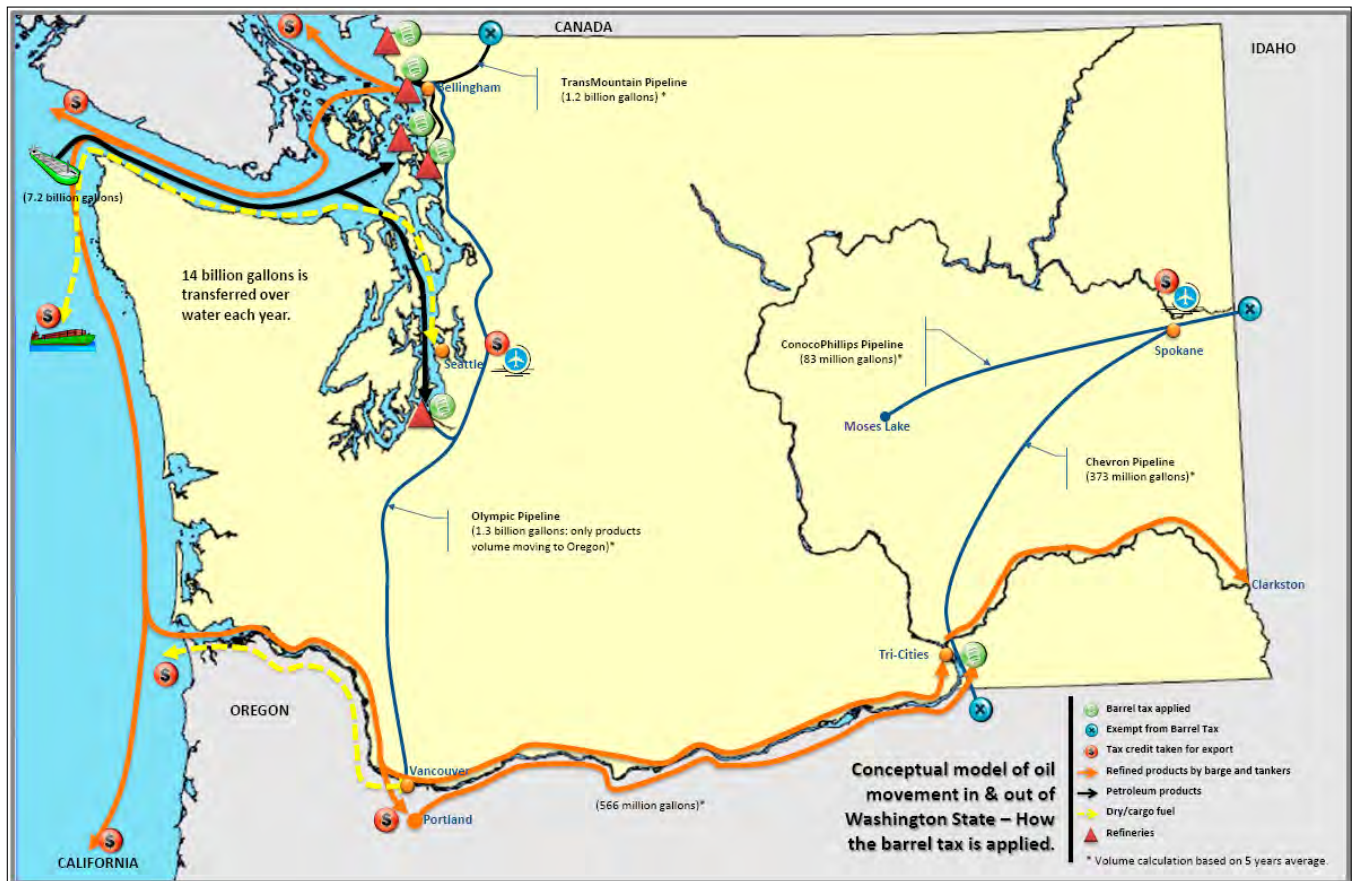 CANADA
IDAHO
TransMountain Pipeline
(1.2 billion gallons) *
Bellingham
(7.2 billion gallons)
14 billion gallons is
transferred over
water each year.
Seattle
ConocoPhillips Pipeline
(83 million gallons)*
Spokane
Moses Lake
Chevron Pipeline
(373 million gallons)*
Olympic Pipeline
(1.3 billion gallons: only products
volume moving to Oregon)*
Clarkston
Tri-Cities
OREGON
Vancouver
Portland
(566 million gallons)*
CALIFORNIA
Conceptual model of oil
movement in & out of
Washington State – How
the barrel tax is applied.
Barrel tax applied
Exempt from Barrel Tax
Tax credit taken for export
Refined products by barge and tankers
Petroleum products
Dry/cargo fuel
Refineries
* Volume calculation based on 5 years average.